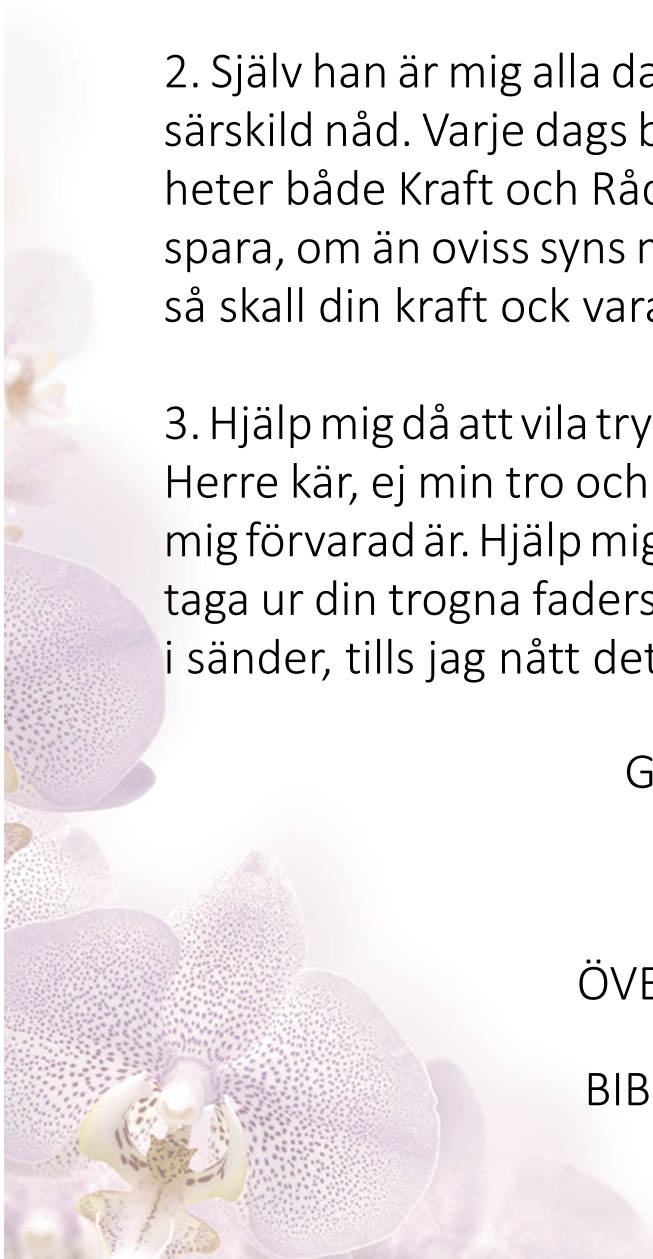 2. Själv han är mig alla da
särskild nåd. Varje dags b
heter både Kraft och Råd
spara, om än oviss syns m
så skall din kraft ock vara
3. Hjälp mig då att vila try
Herre kär, ej min tro och
mig förvarad är. Hjälp mig
taga ur din trogna faders
i sänder, tills jag nått det
G
ÖVE
BIB